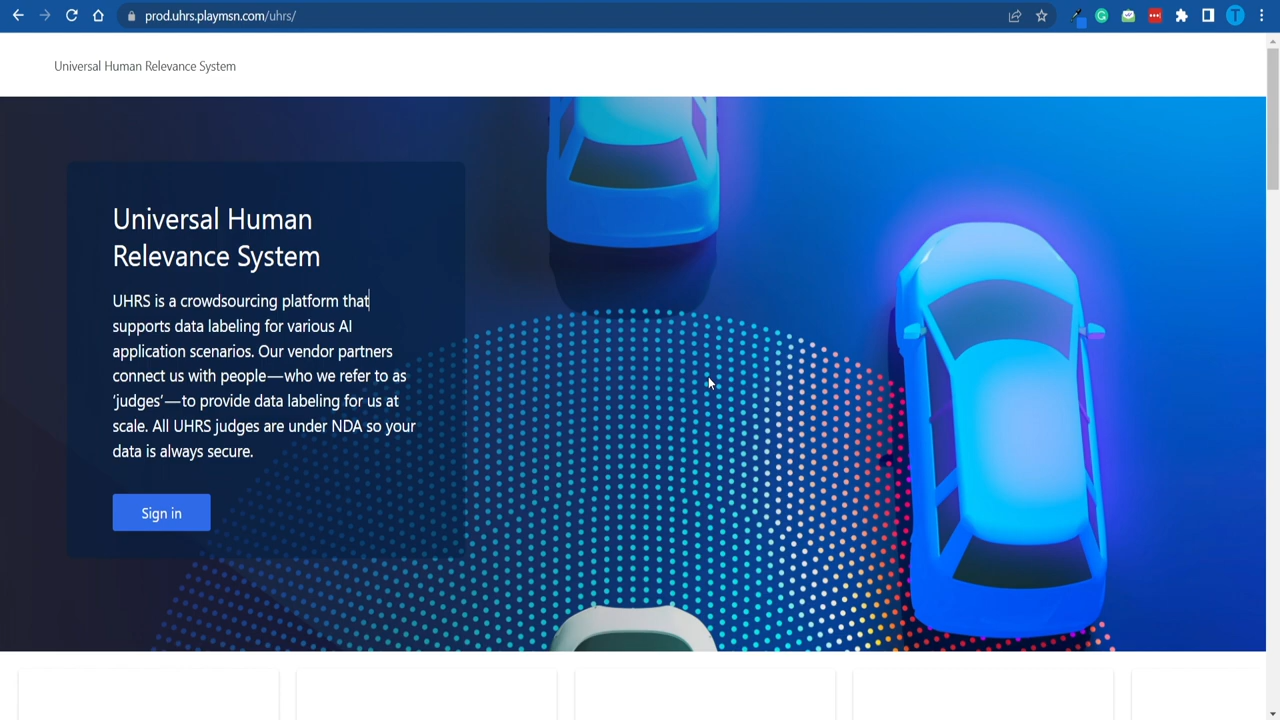 prod.uhrs.playmsn.com/uhrs/
T
Universal Human Relevance System
Universal Human
Relevance System
UHRS is a crowdsourcing platform that
supports data labeling for various AI
application scenarios. Our vendor partners
connect us with people—who we refer to as
‘judges’—to provide data labeling for us at
scale. All UHRS judges are under NDA so your
data is always secure.
Sign in